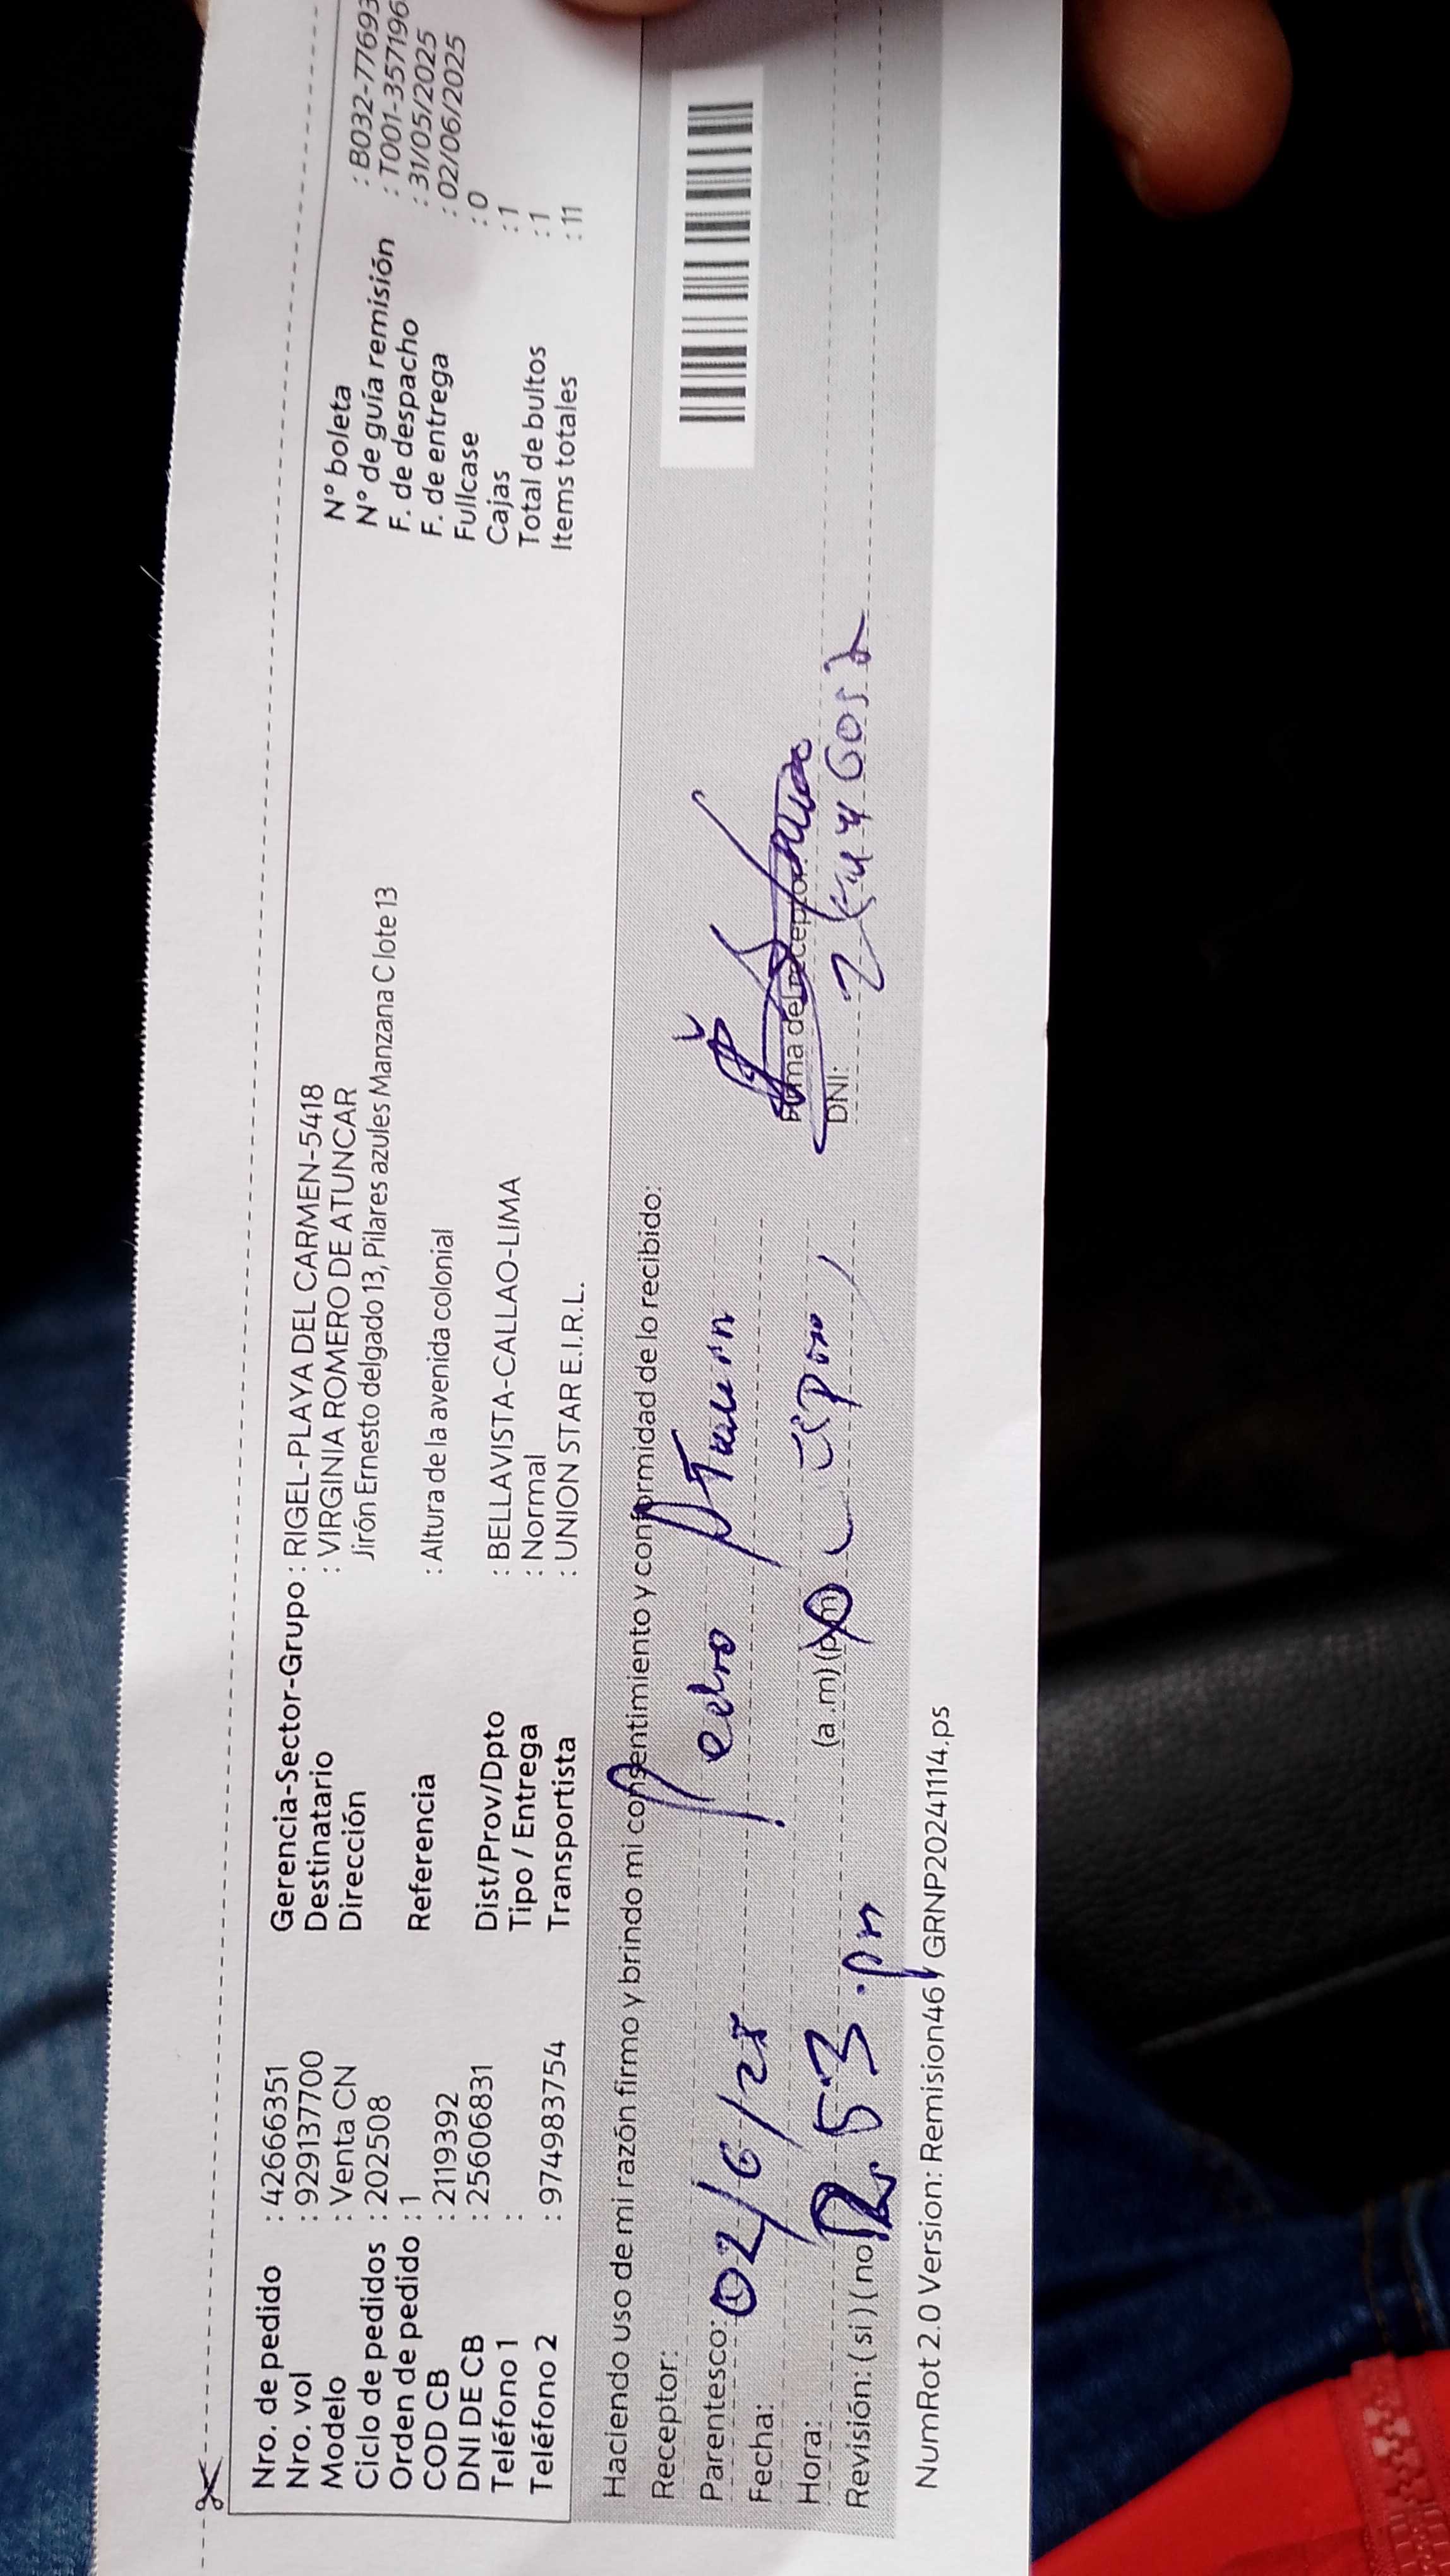 Nro. de pedido : 42666351
Nro. vol : 929137700
Modelo : Venta CN
Ciclo de pedidos : 202508
Orden de pedido : 1
COD CB : 2119392
DNI DE CB : 25606831
Teléfono 1 :
Teléfono 2 : 974983754
Gerencia-Sector-Grupo : RIGEL-PLAYA DEL CARMEN-5418
Destinatario : VIRGINIA ROMERO DE ATUNCAR
Dirección Jirón Ernesto delgado 13, Pilares azules Manzana C lote 13
Referencia : Altura de la avenida colonial
Dist/Prov/Dpto : BELLAVISTA-CALLAO-LIMA
Tipo / Entrega : Normal
Transportista : UNION STAR E.I.R.L.
N° boleta : B032-77693
N° de guía remisión : T001-357196
F. de despacho : 31/05/2025
F. de entrega : 02/06/2025
Fullcase : 0
Cajas : 1
Total de bultos : 1
Items totales : 11
Haciendo uso de mi razón firmo y brindo mi consentimiento y conformidad de lo recibido:
Receptor: Pedro
Parentesco:
Fecha: 02/6/25
Hora: 2:53 pm (a.m) (p.m)
Revisión: (si) (no)
Firma del receptor
DNI:
NumRot 2.0 Version: Remision46 / GRNP20241114.ps